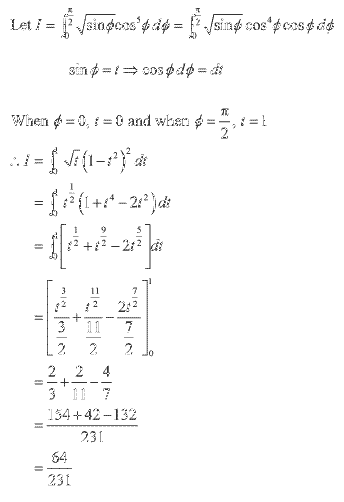 Let I = ∫₀^{π/2} √sinφ cos⁵φ dφ = ∫₀^{π/2} √sinφ cos⁴φ cosφ dφ
sinφ = t ⇒ cosφ dφ = dt
When φ = 0, t = 0 and when φ = π/2, t = 1
∴ I = ∫₀¹ √t (1 − t²)² dt
= ∫₀¹ t^{1/2} (1 + t⁴ − 2t²) dt
= ∫₀¹ [t^{1/2} + t^{9/2} − 2t^{5/2}] dt
= [t^{3/2}/(3/2) + t^{11/2}/(11/2) − 2t^{7/2}/(7/2)]₀¹
= 2/3 + 2/11 − 4/7
= (154 + 42 − 132)/231
= 64/231